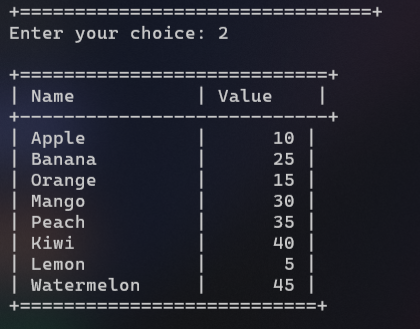 +================================+
Enter your choice: 2

+============================+
| Name            | Value    |
+----------------------------+
| Apple           |      10 |
| Banana          |      25 |
| Orange          |      15 |
| Mango           |      30 |
| Peach           |      35 |
| Kiwi            |      40 |
| Lemon           |       5 |
| Watermelon      |      45 |
+===========================+